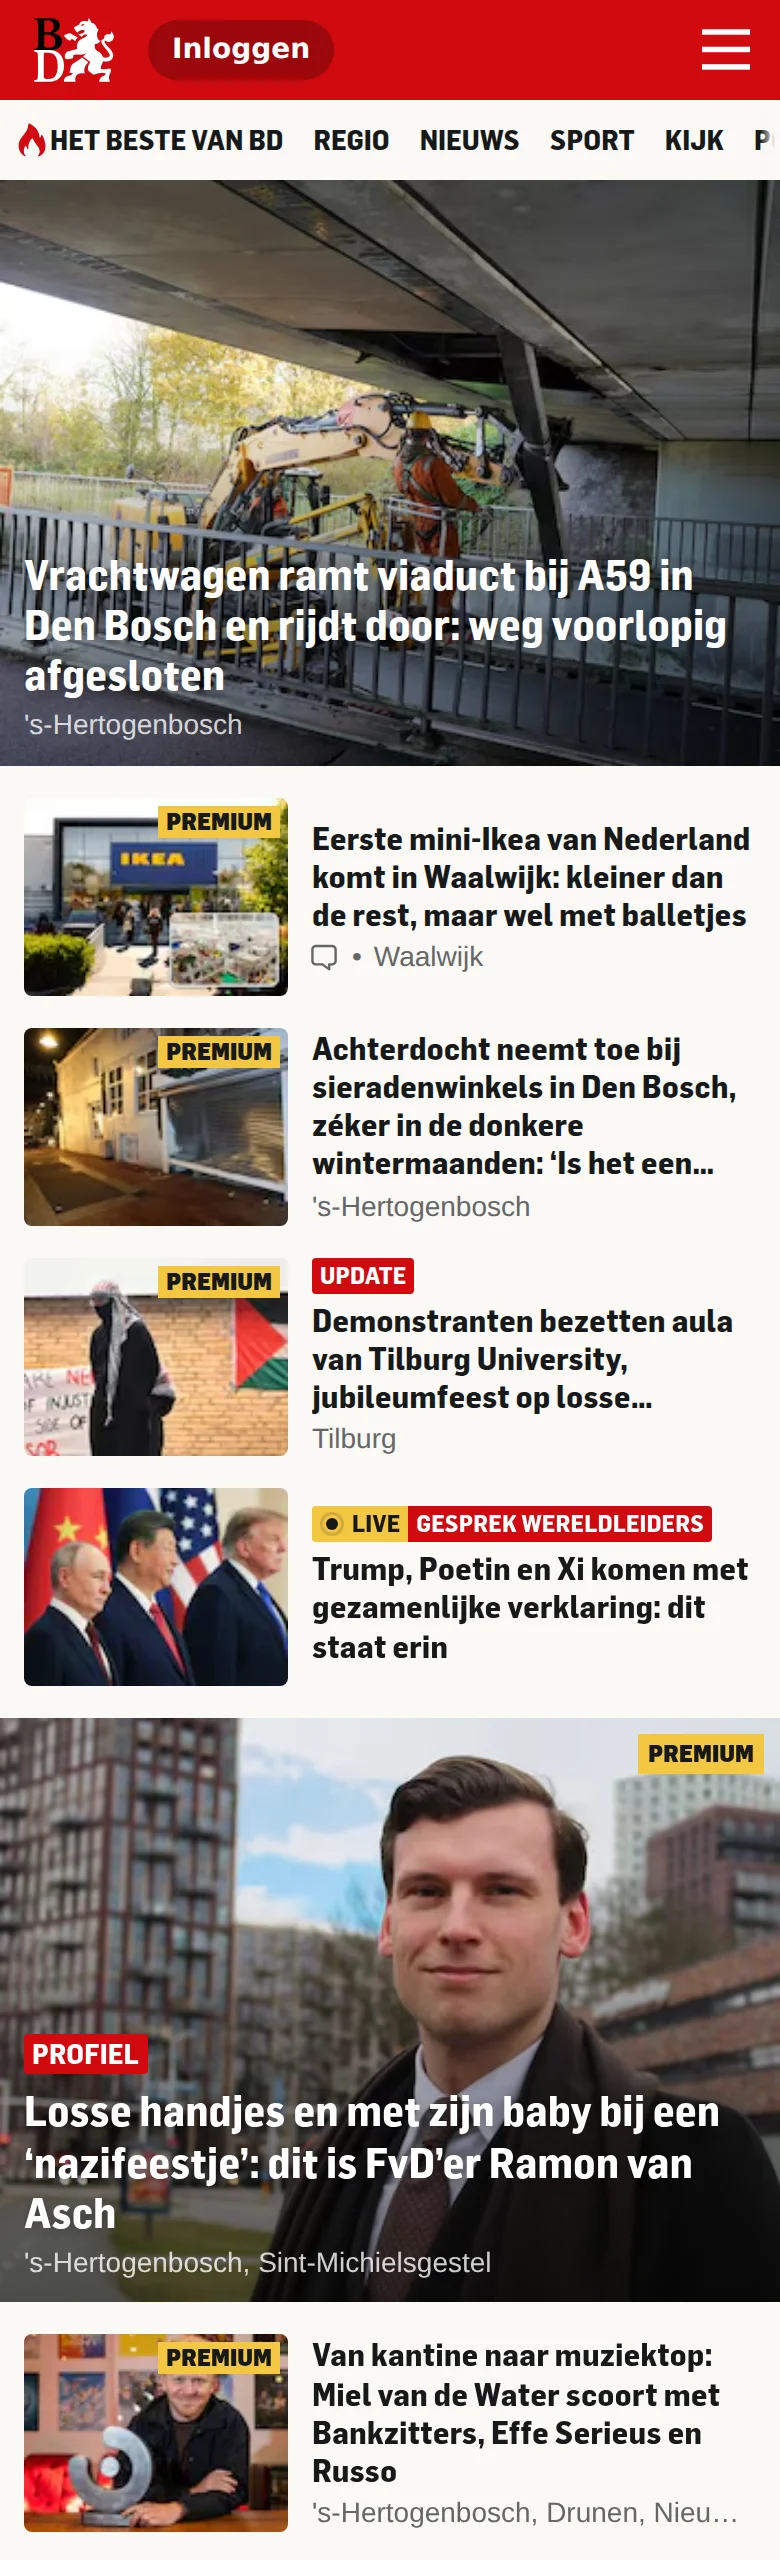 B
D
Inloggen
HET BESTE VAN BD REGIO NIEUWS SPORT KIJK
Vrachtwagen ramt viaduct bij A59 in
Den Bosch en rijdt door: weg voorlopig
afgesloten
's-Hertogenbosch
PREMIUM
IKEA
Eerste mini-Ikea van Nederland
komt in Waalwijk: kleiner dan
de rest, maar wel met balletjes
• Waalwijk
PREMIUM
Achterdocht neemt toe bij
sieradenwinkels in Den Bosch,
zéker in de donkere
wintermaanden: ‘Is het een...
's-Hertogenbosch
PREMIUM
ARE NE
F INJUST
SIDE OF
SOR
UPDATE
Demonstranten bezetten aula
van Tilburg University,
jubileumfeest op losse...
Tilburg
LIVE GESPREK WERELDLEIDERS
Trump, Poetin en Xi komen met
gezamenlijke verklaring: dit
staat erin
PREMIUM
PROFIEL
Losse handjes en met zijn baby bij een
‘nazifeestje’: dit is FvD’er Ramon van
Asch
's-Hertogenbosch, Sint-Michielsgestel
PREMIUM
Van kantine naar muziektop:
Miel van de Water scoort met
Bankzitters, Effe Serieus en
Russo
's-Hertogenbosch, Drunen, Nieu...